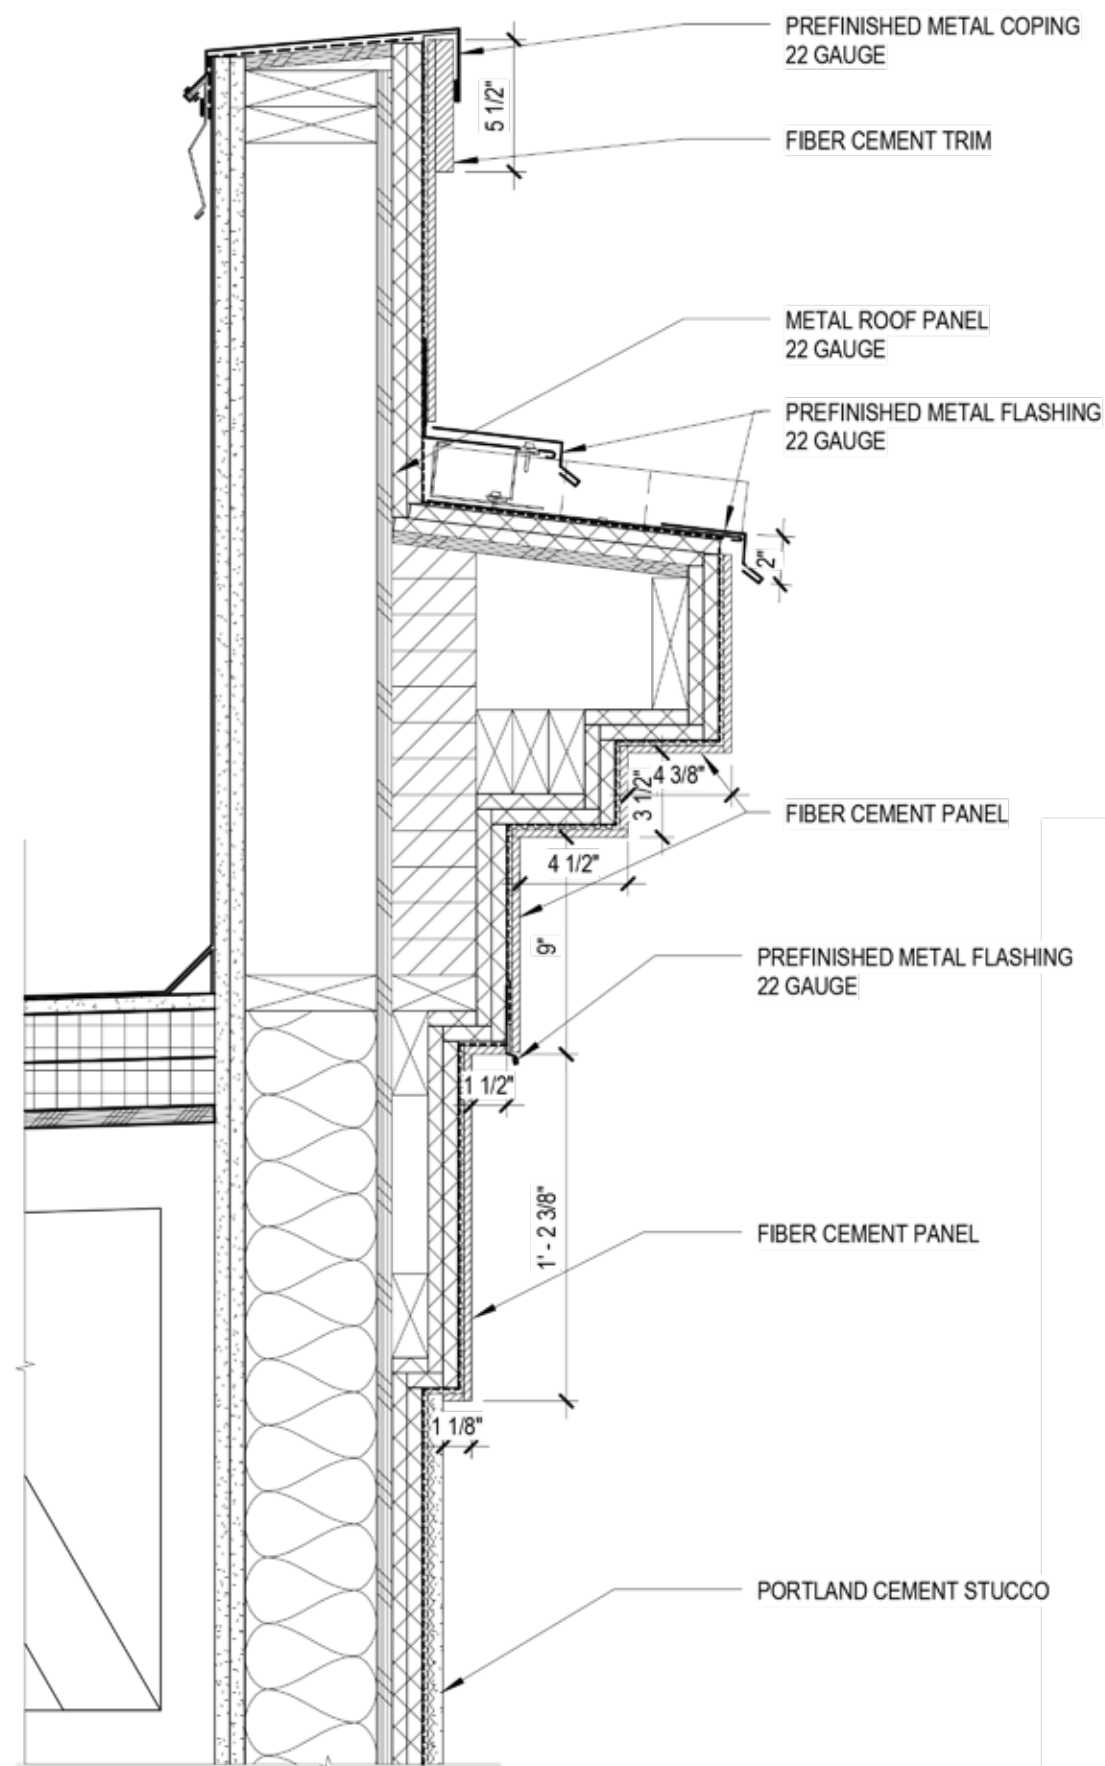 PREFINISHED METAL COPING
22 GAUGE
5 1/2"
FIBER CEMENT TRIM
METAL ROOF PANEL
22 GAUGE
PREFINISHED METAL FLASHING
22 GAUGE
2"
4 3/8"
3 1/2"
FIBER CEMENT PANEL
4 1/2"
9"
PREFINISHED METAL FLASHING
22 GAUGE
1 1/2"
1' - 2 3/8"
FIBER CEMENT PANEL
1 1/8"
PORTLAND CEMENT STUCCO